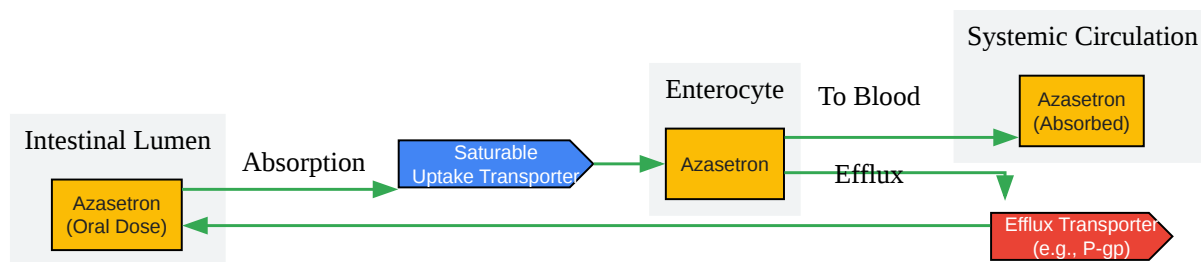 Intestinal Lumen
Azasetron
(Oral Dose)
Absorption
Saturable
Uptake Transporter
Enterocyte
Azasetron
To Blood
Efflux
Systemic Circulation
Azasetron
(Absorbed)
Efflux Transporter
(e.g., P-gp)